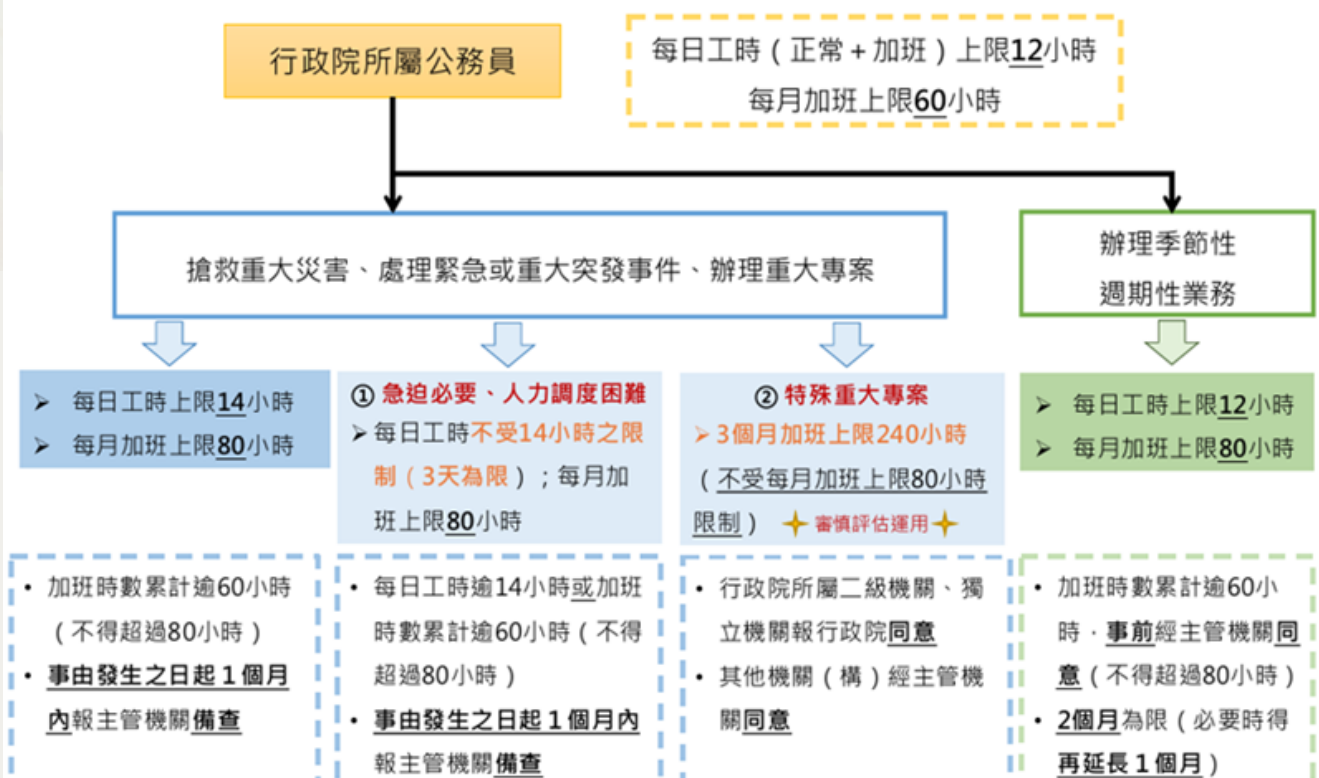 行政院所屬公務員
每日工時（正常+加班）上限12小時
每月加班上限60小時
搶救重大災害、處理緊急或重大突發事件、辦理重大專案
辦理季節性
週期性業務
➢ 每日工時上限14小時
➢ 每月加班上限80小時
① 急迫必要、人力調度困難
➢ 每日工時不受14小時之限
制（3天為限）；每月加
班上限80小時
② 特殊重大專案
➢ 3個月加班上限240小時
（不受每月加班上限80小時
限制） 審慎評估運用
➢ 每日工時上限12小時
➢ 每月加班上限80小時
• 加班時數累計逾60小時
（不得超過80小時）
• 事由發生之日起1個月
內報主管機關備查
• 每日工時逾14小時或加班
時數累計逾60小時（不得
超過80小時）
• 事由發生之日起1個月內
報主管機關備查
• 行政院所屬二級機關、獨
立機關報行政院同意
• 其他機關（構）經主管機
關同意
• 加班時數累計逾60小
時，事前經主管機關同
意（不得超過80小時）
• 2個月為限（必要時得
再延長1個月）